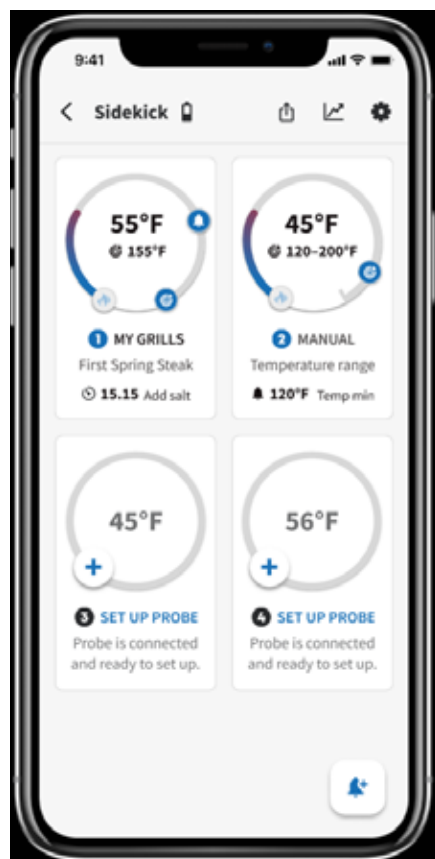 9:41
Sidekick
55°F
155°F
1 MY GRILLS
First Spring Steak
15.15 Add salt
45°F
120–200°F
2 MANUAL
Temperature range
120°F Temp min
45°F
3 SET UP PROBE
Probe is connected
and ready to set up.
56°F
4 SET UP PROBE
Probe is connected
and ready to set up.